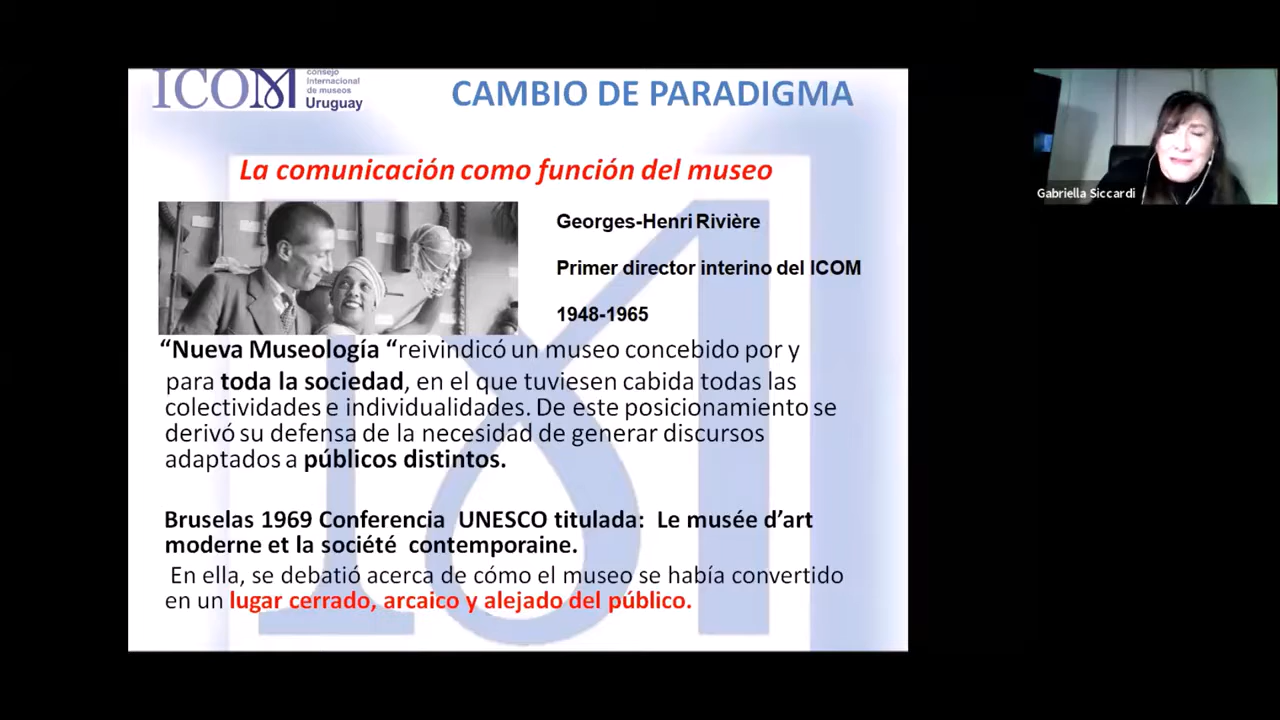 ICOM
consejo
internacional
de museos
Uruguay
CAMBIO DE PARADIGMA
La comunicación como función del museo
Georges-Henri Rivière
Primer director interino del ICOM
1948-1965
“Nueva Museología “reivindicó un museo concebido por y
para toda la sociedad, en el que tuviesen cabida todas las
colectividades e individualidades. De este posicionamiento se
derivó su defensa de la necesidad de generar discursos
adaptados a públicos distintos.
Bruselas 1969 Conferencia UNESCO titulada: Le musée d’art
moderne et la société contemporaine.
En ella, se debatió acerca de cómo el museo se había convertido
en un lugar cerrado, arcaico y alejado del público.
Gabriella Siccardi